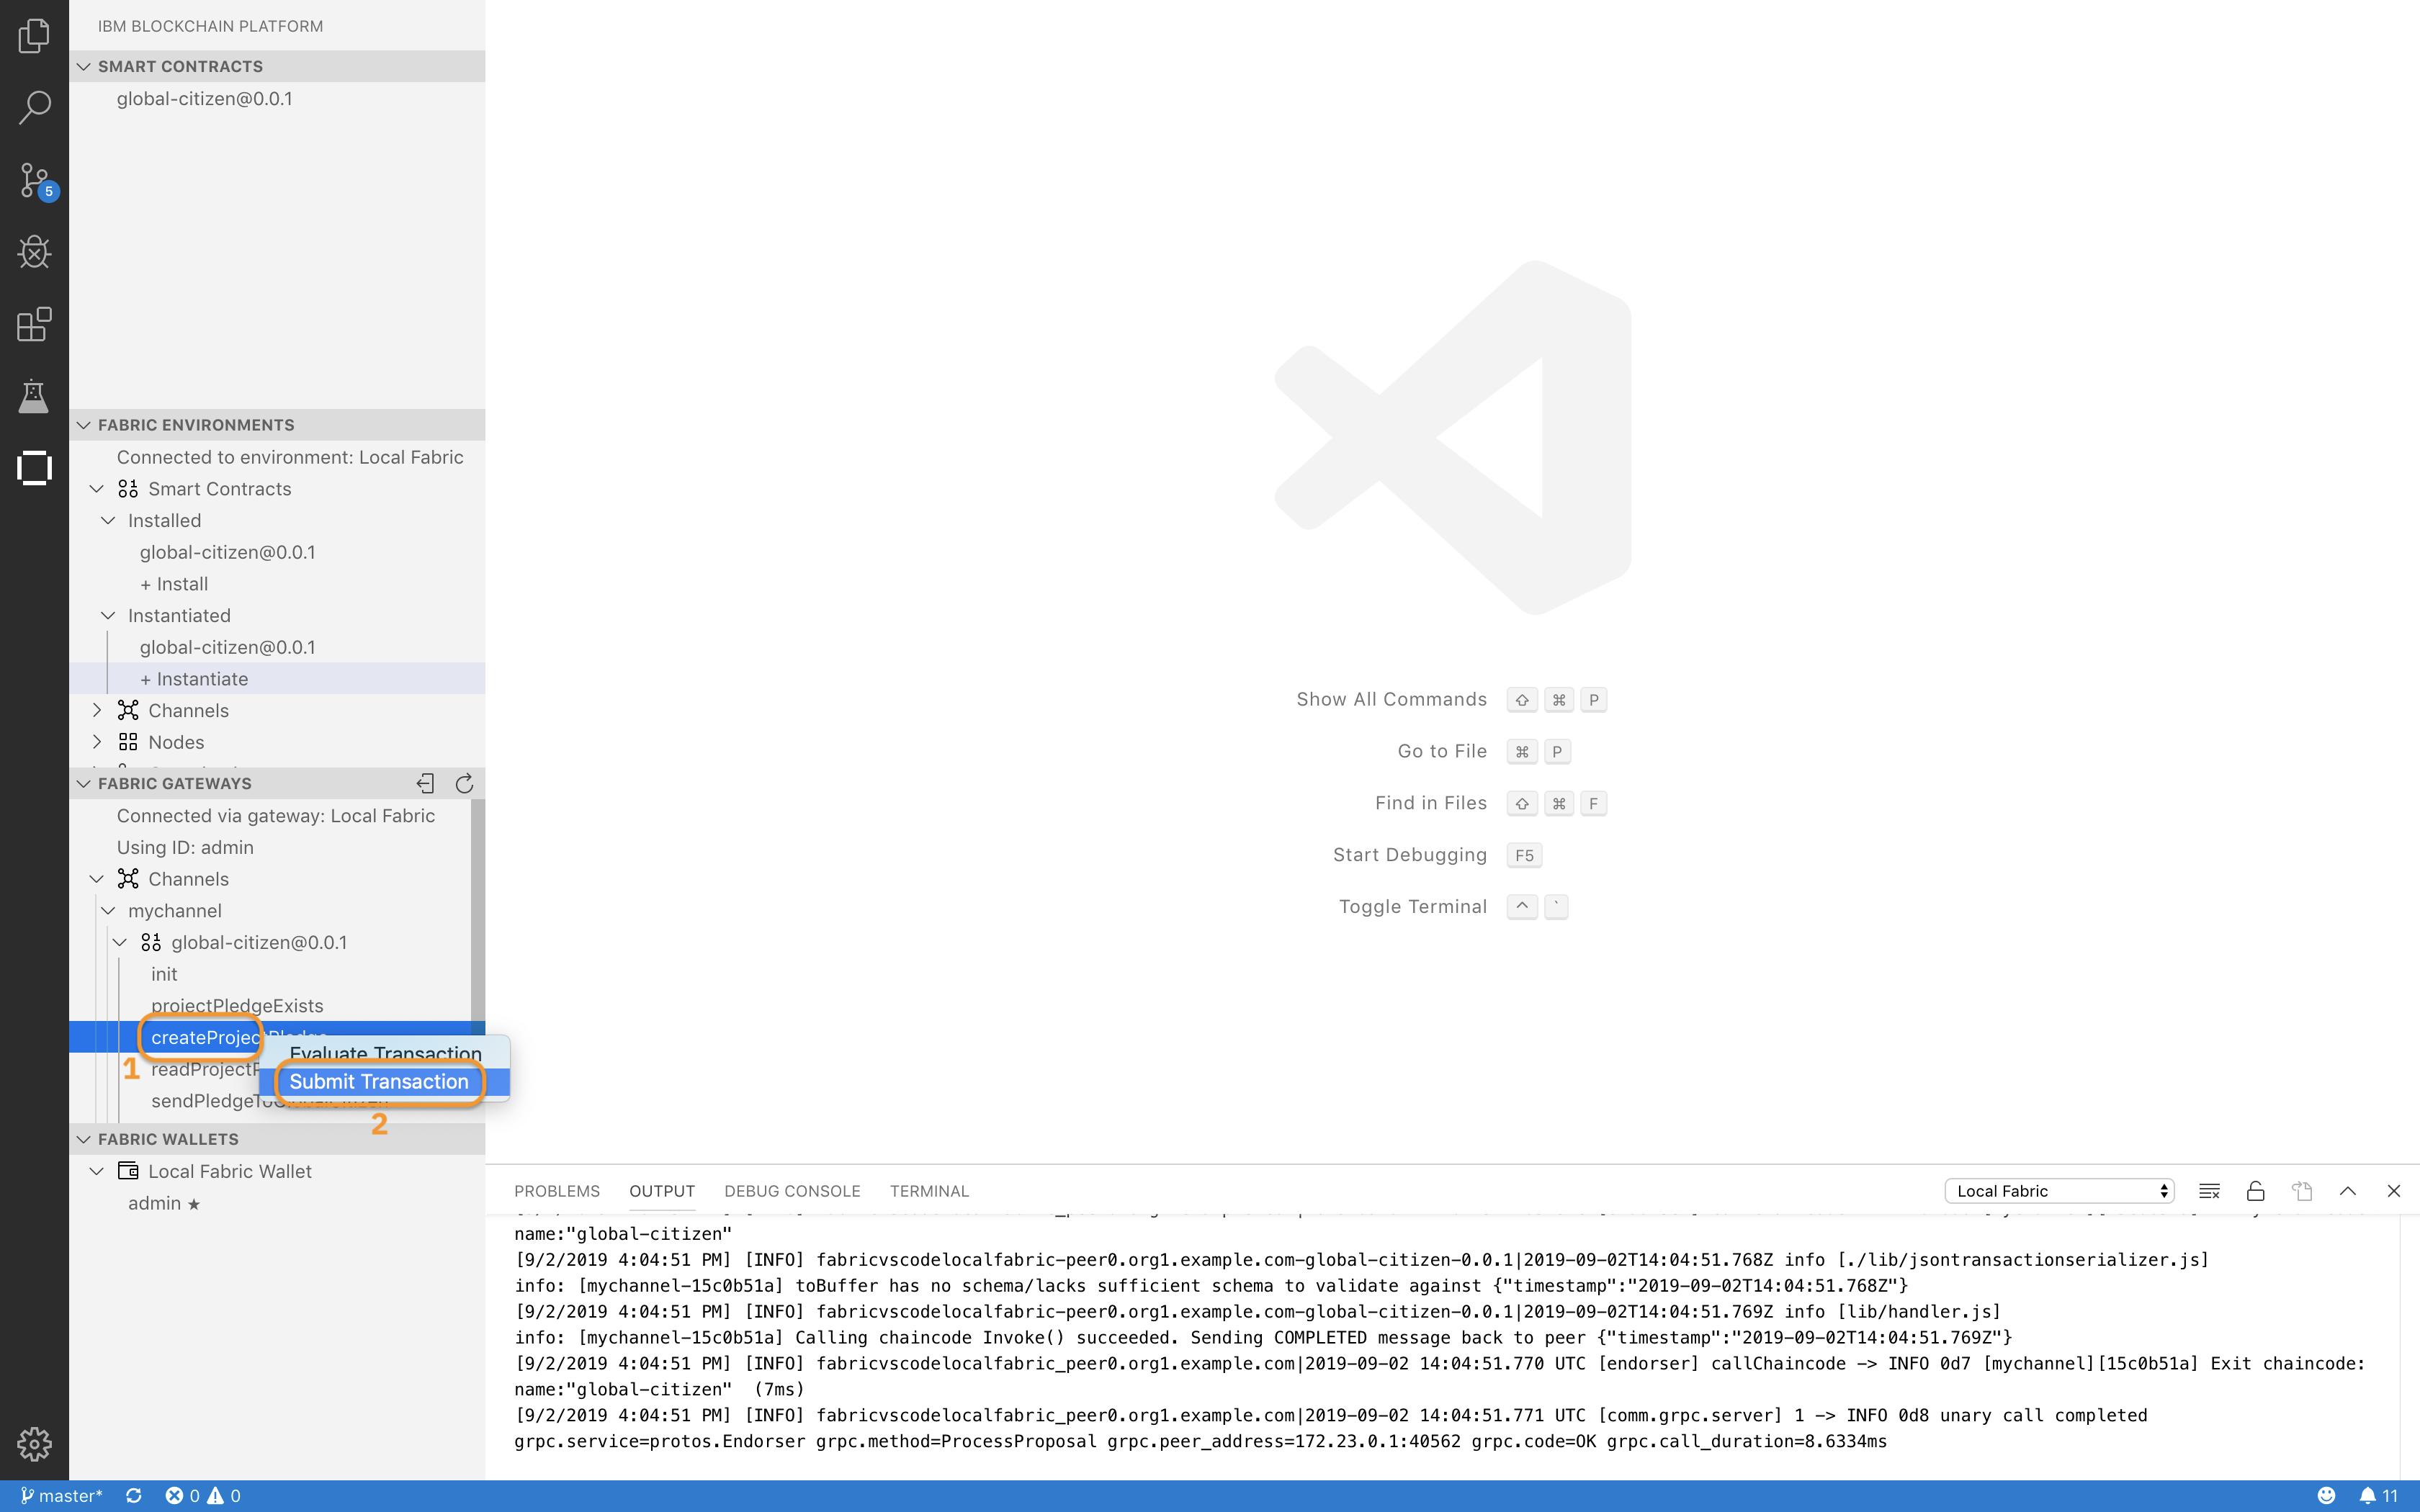 IBM BLOCKCHAIN PLATFORM
SMART CONTRACTS
global-citizen@0.0.1
5
FABRIC ENVIRONMENTS
Connected to environment: Local Fabric
Smart Contracts
Installed
global-citizen@0.0.1
+ Install
Instantiated
global-citizen@0.0.1
+ Instantiate
Channels
Nodes
FABRIC GATEWAYS
Connected via gateway: Local Fabric
Using ID: admin
Channels
mychannel
global-citizen@0.0.1
init
projectPledgeExists
createProjectPledge
Evaluate Transaction
1
readProjectP
Submit Transaction
sendPledgeToGlobalCitizen
2
FABRIC WALLETS
Local Fabric Wallet
admin ★
Show All Commands ⇧ ⌘ P
Go to File ⌘ P
Find in Files ⇧ ⌘ F
Start Debugging F5
Toggle Terminal ^ `
PROBLEMS OUTPUT DEBUG CONSOLE TERMINAL Local Fabric
name:"global-citizen"
[9/2/2019 4:04:51 PM] [INFO] fabricvscodelocalfabric-peer0.org1.example.com-global-citizen-0.0.1|2019-09-02T14:04:51.768Z info [./lib/jsontransactionserializer.js]
info: [mychannel-15c0b51a] toBuffer has no schema/lacks sufficient schema to validate against {"timestamp":"2019-09-02T14:04:51.768Z"}
[9/2/2019 4:04:51 PM] [INFO] fabricvscodelocalfabric-peer0.org1.example.com-global-citizen-0.0.1|2019-09-02T14:04:51.769Z info [lib/handler.js]
info: [mychannel-15c0b51a] Calling chaincode Invoke() succeeded. Sending COMPLETED message back to peer {"timestamp":"2019-09-02T14:04:51.769Z"}
[9/2/2019 4:04:51 PM] [INFO] fabricvscodelocalfabric_peer0.org1.example.com|2019-09-02 14:04:51.770 UTC [endorser] callChaincode -> INFO 0d7 [mychannel][15c0b51a] Exit chaincode:
name:"global-citizen" (7ms)
[9/2/2019 4:04:51 PM] [INFO] fabricvscodelocalfabric_peer0.org1.example.com|2019-09-02 14:04:51.771 UTC [comm.grpc.server] 1 -> INFO 0d8 unary call completed
grpc.service=protos.Endorser grpc.method=ProcessProposal grpc.peer_address=172.23.0.1:40562 grpc.code=OK grpc.call_duration=8.6334ms
master* 0 0 11